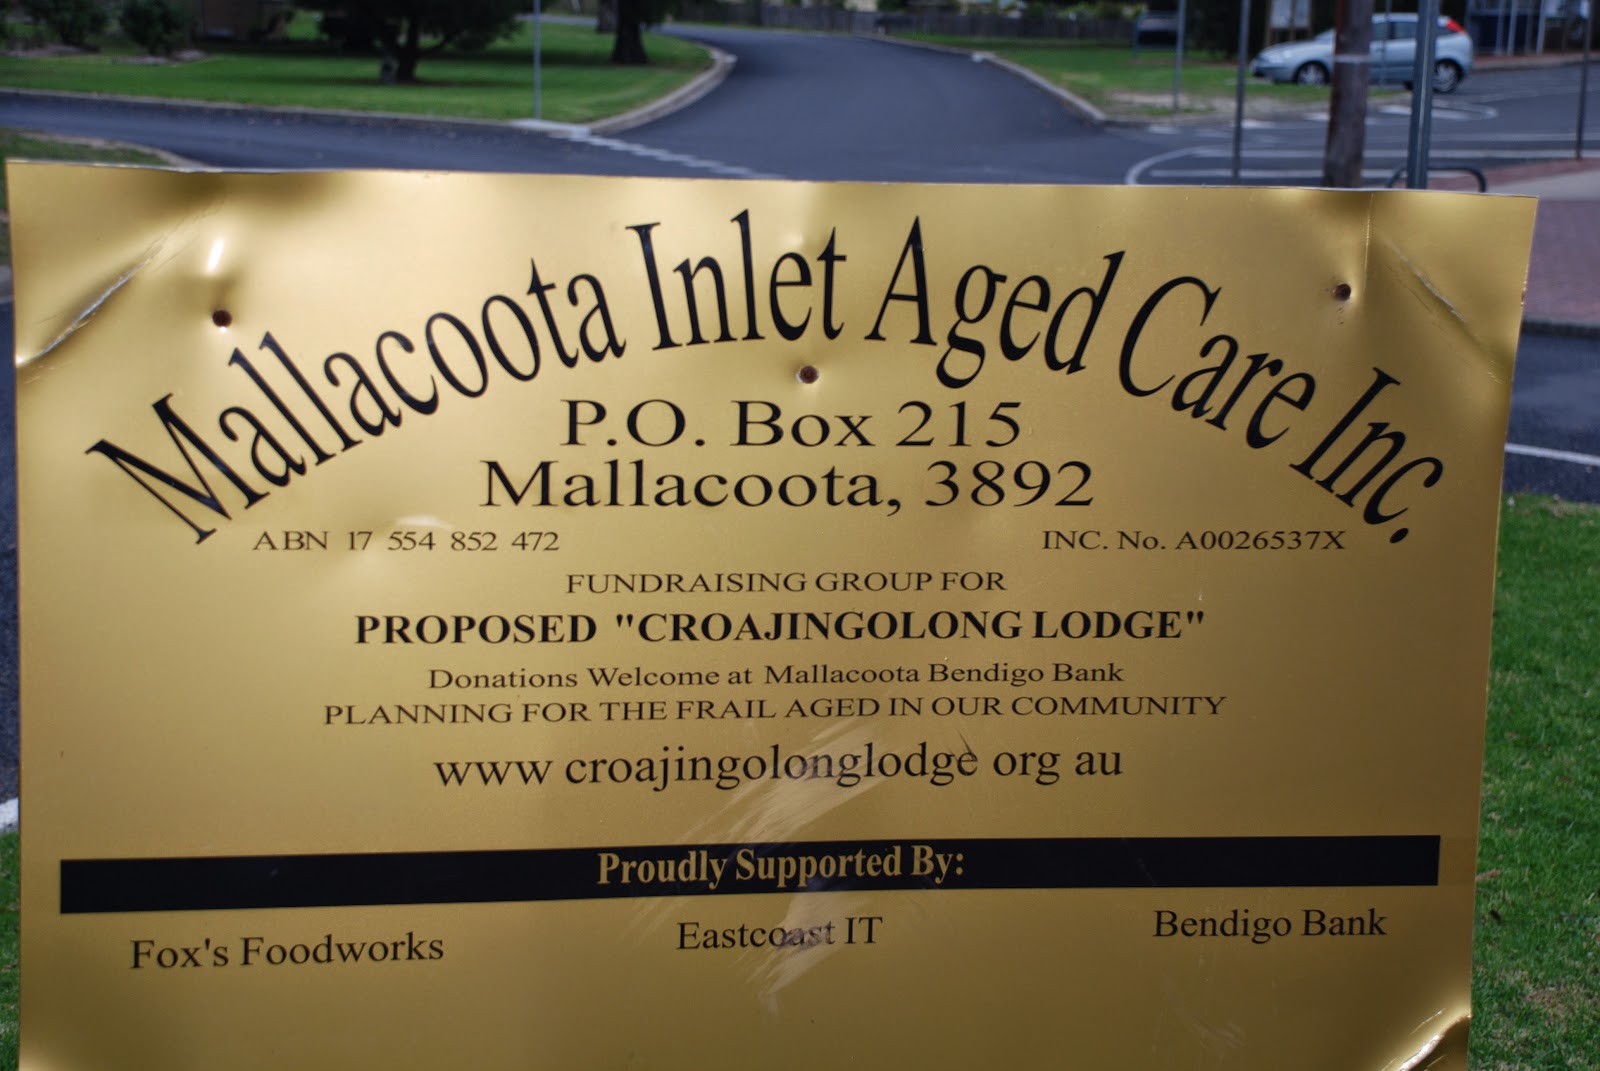 Mallacoota Inlet Aged Care Inc.
P.O. Box 215
Mallacoota, 3892
ABN 17 554 852 472 INC. No. A0026537X
FUNDRAISING GROUP FOR
PROPOSED "CROAJINGOLONG LODGE"
Donations Welcome at Mallacoota Bendigo Bank
PLANNING FOR THE FRAIL AGED IN OUR COMMUNITY
www croajingolonglodge org au
Proudly Supported By:
Fox's Foodworks Eastcoast IT Bendigo Bank